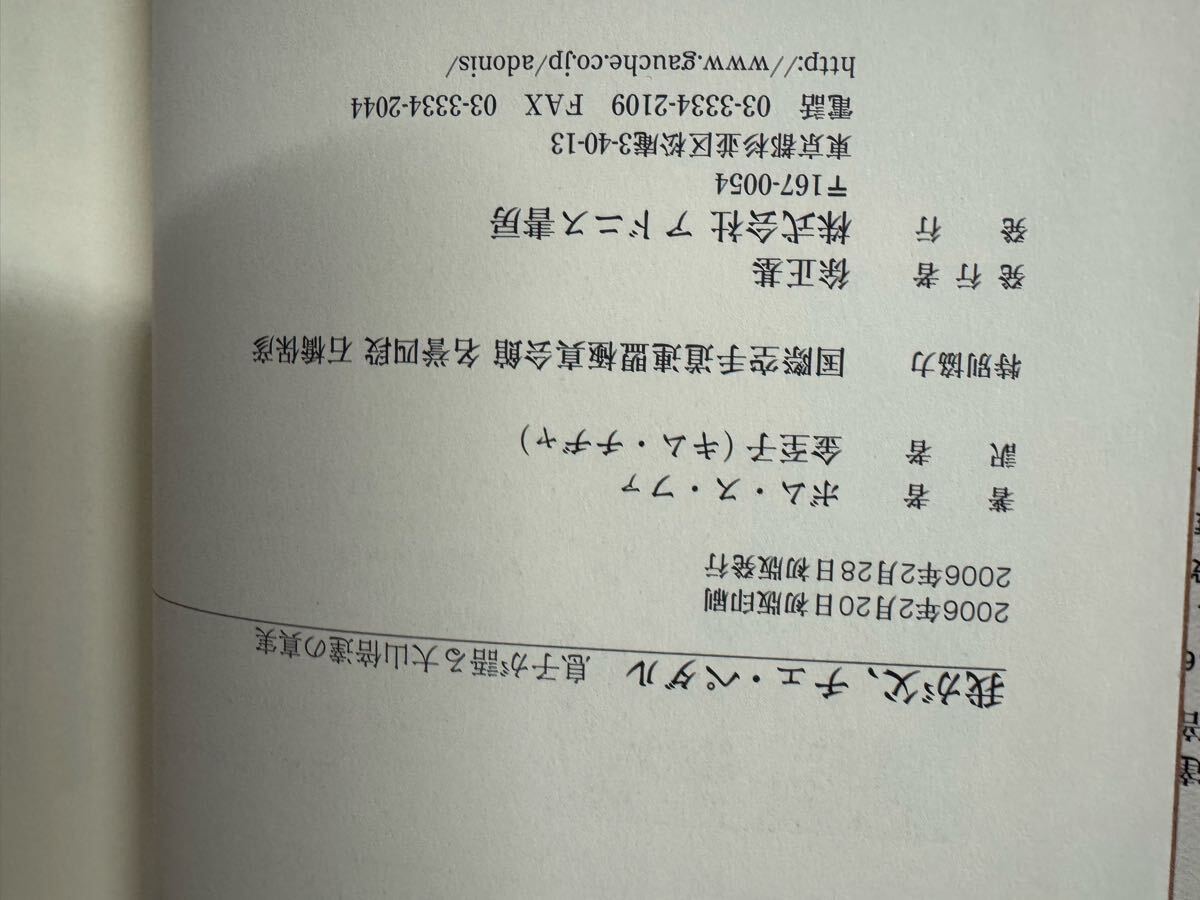 我が父、チェ・ペダル 息子が語る大山倍達の真実
2006年2月20日初版印刷
2006年2月28日初版発行
著者 ボム・ス・ファ
訳者 金至子(キム・チヂャ)
特別協力 国際空手道連盟極真会館 名誉四段 石橋保彦
発行者 徐正基
発行 株式会社 アドニス書房
〒167-0054
東京都杉並区松庵3-40-13
電話 03-3334-2109 FAX 03-3334-2044
http://www.gauche.co.jp/adonis/